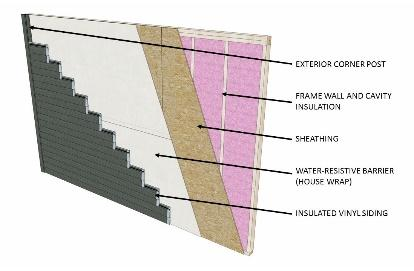 EXTERIOR CORNER POST
FRAME WALL AND CAVITY
INSULATION
SHEATHING
WATER-RESISTIVE BARRIER
(HOUSE WRAP)
INSULATED VINYL SIDING